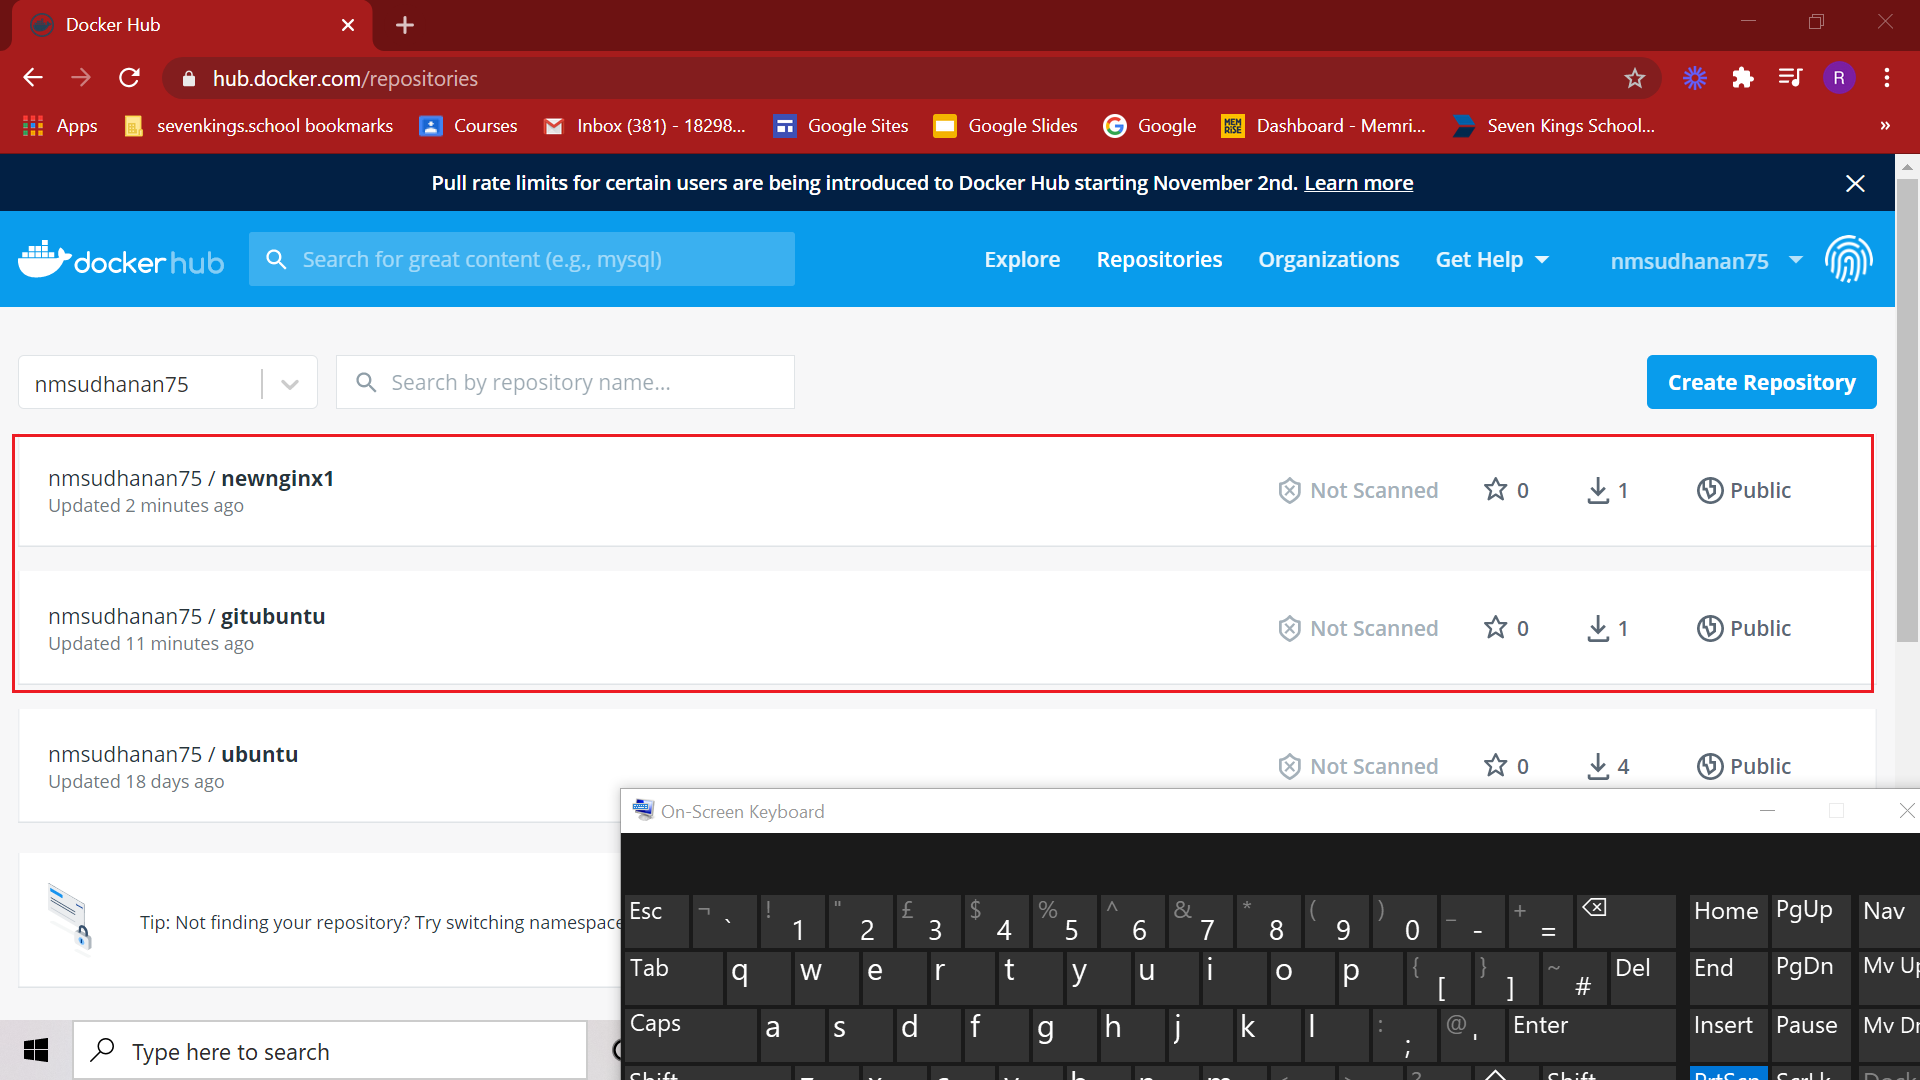 Docker Hub
hub.docker.com/repositories
R
Apps
sevenkings.school bookmarks
Courses
Inbox (381) - 18298...
Google Sites
Google Slides
Google
MEM RISE
Dashboard - Memri...
Seven Kings School...
»
Pull rate limits for certain users are being introduced to Docker Hub starting November 2nd. Learn more
docker hub
Search for great content (e.g., mysql)
Explore
Repositories
Organizations
Get Help
nmsudhanan75
nmsudhanan75
Search by repository name...
Create Repository
nmsudhanan75 / newnginx1
Updated 2 minutes ago
Not Scanned
0
1
Public
nmsudhanan75 / gitubuntu
Updated 11 minutes ago
Not Scanned
0
1
Public
nmsudhanan75 / ubuntu
Updated 18 days ago
Not Scanned
0
4
Public
Tip: Not finding your repository? Try switching namespace
On-Screen Keyboard
Esc ¬ ` ! 1 " 2 £ 3 $ 4 % 5 ^ 6 & 7 * 8 ( 9 ) 0 _ - + = Home PgUp Nav
Tab q w e r t y u i o p { [ } ] ~ # Del End PgDn Mv Up
Caps a s d f g h j k l : ; @ ' Enter Insert Pause Mv Dn
Shift z x c v b n m < > ? Shift PrtScn ScrLk Dock
Type here to search